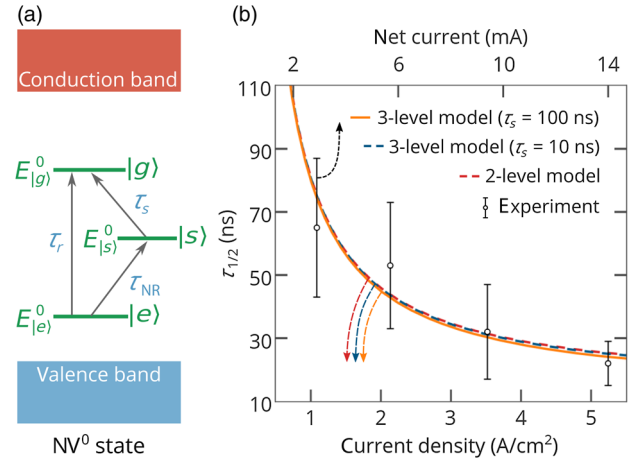 (a)
Conduction band
E⁰|g⟩ |g⟩
τs
E⁰|s⟩ |s⟩
τr
τNR
E⁰|e⟩ |e⟩
Valence band
NV⁰ state
(b)
Net current (mA)
2 6 10 14
110
90
70
50
30
10
τ1/2 (ns)
3-level model (τs = 100 ns)
3-level model (τs = 10 ns)
2-level model
Experiment
1 2 3 4 5
Current density (A/cm²)